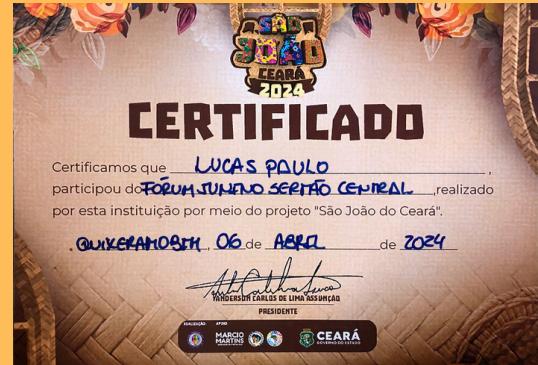 SÃO
JOÃO
CEARÁ
2024
CERTIFICADO
Certificamos que LUCAS PAULO,
participou do FÓRUM JUNINO SERTÃO CENTRAL, realizado
por esta instituição por meio do projeto "São João do Ceará".
QUIXERAMOBIM, 06 de ABRIL de 2024
YANDERSON CARLOS DE LIMA ASSUNÇÃO
PRESIDENTE
REALIZAÇÃO: APOIO
MARCIO MARTINS CEARÁ
GOVERNO DO ESTADO